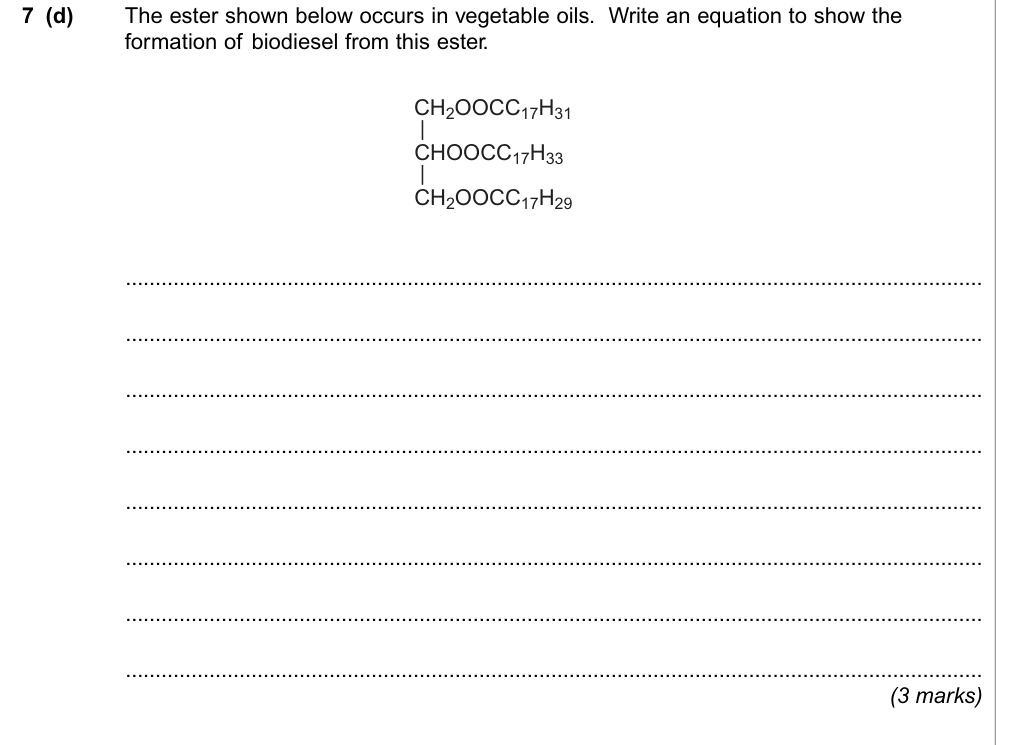 7 (d) The ester shown below occurs in vegetable oils. Write an equation to show the
formation of biodiesel from this ester.
CH₂OOCC₁₇H₃₁
|
CHOOCC₁₇H₃₃
|
CH₂OOCC₁₇H₂₉
(3 marks)